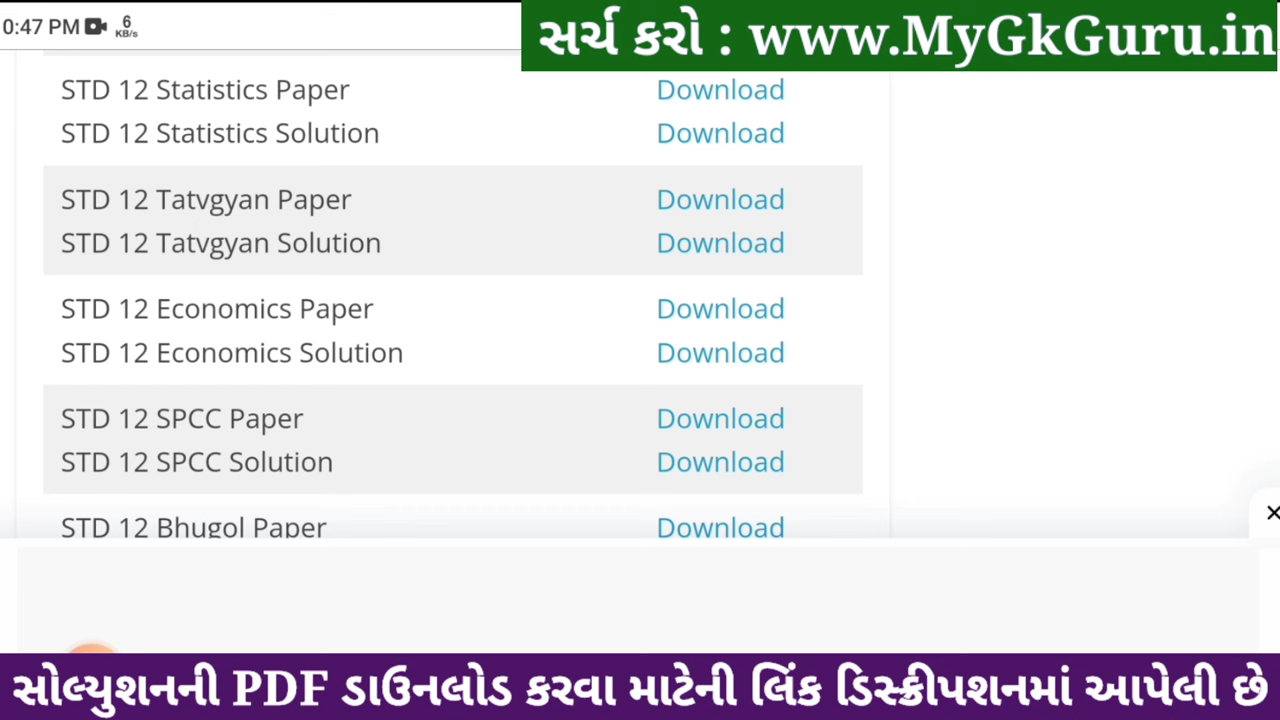 0:47 PM 6 KB/s
સર્ચ કરો : www.MyGkGuru.in
STD 12 Statistics Paper Download
STD 12 Statistics Solution Download
STD 12 Tatvgyan Paper Download
STD 12 Tatvgyan Solution Download
STD 12 Economics Paper Download
STD 12 Economics Solution Download
STD 12 SPCC Paper Download
STD 12 SPCC Solution Download
STD 12 Bhugol Paper Download
સોલ્યુશનની PDF ડાઉનલોડ કરવા માટેની લિંક ડિસ્ક્રીપશનમાં આપેલી છે